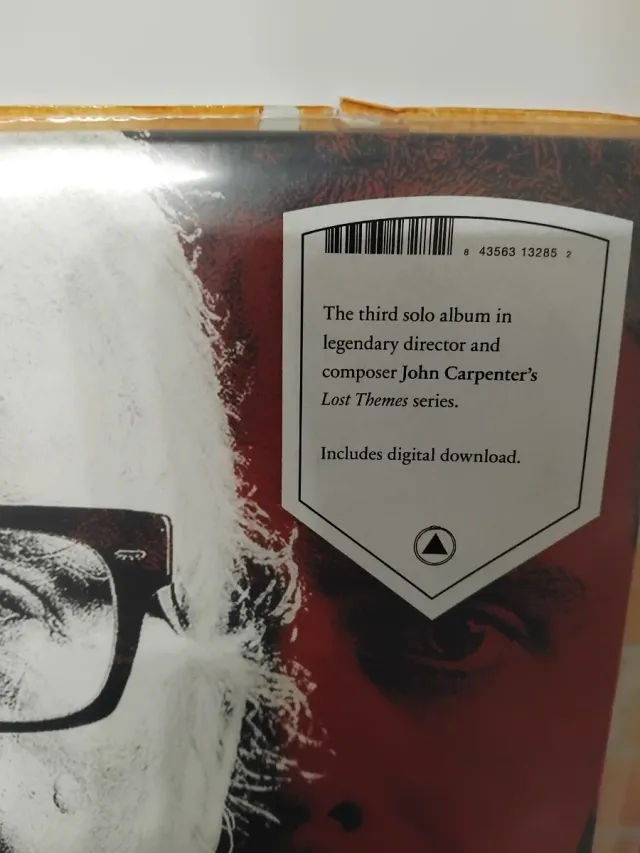 8 43563 13285 2
The third solo album in
legendary director and
composer John Carpenter's
Lost Themes series.
Includes digital download.